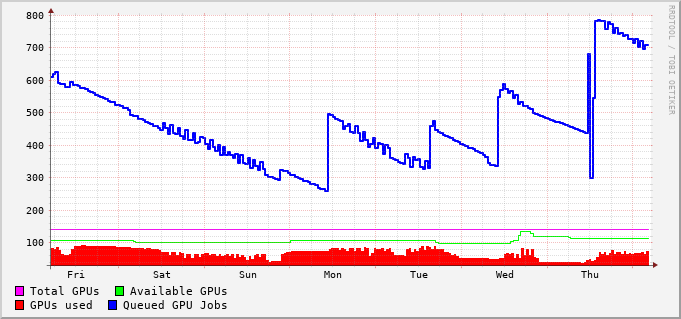 800
700
600
500
400
300
200
100
Fri Sat Sun Mon Tue Wed Thu
RRDTOOL / TOBI OETIKER
Total GPUs Available GPUs
GPUs used Queued GPU Jobs